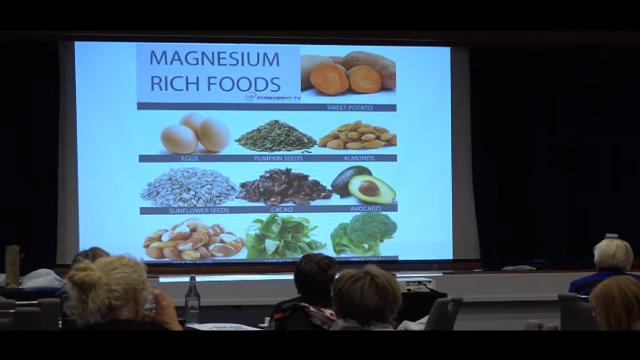 MAGNESIUM
RICH FOODS
FOREVERFIT.TV
SWEET POTATO
EGGS
PUMPKIN SEEDS
ALMONDS
SUNFLOWER SEEDS
CACAO
AVOCADO